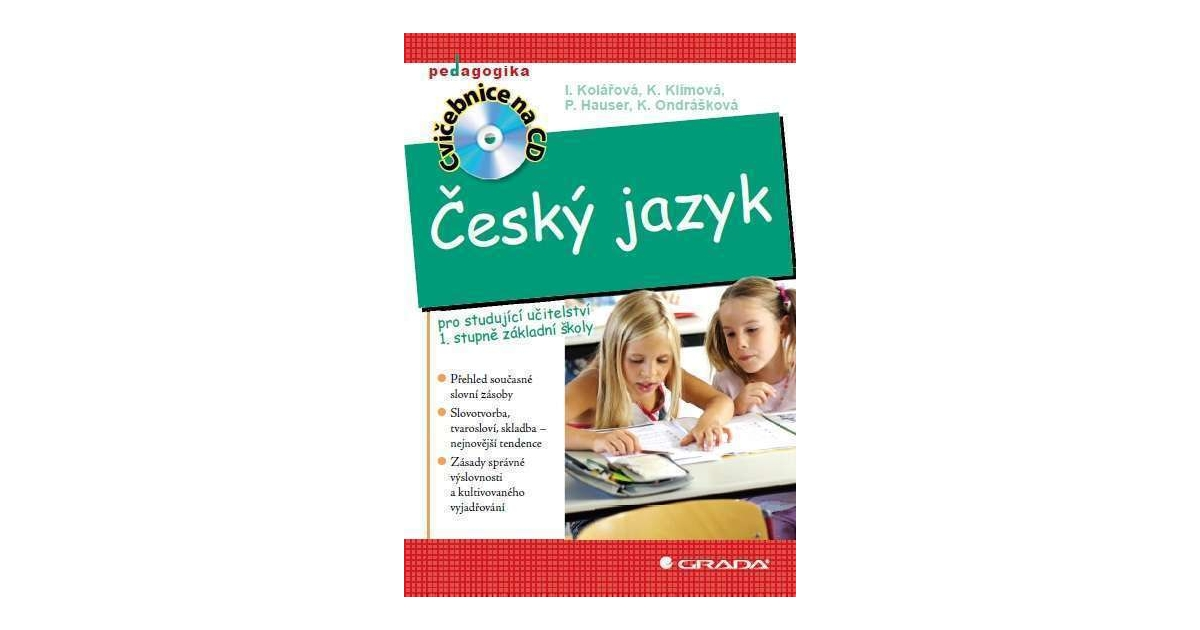 pedagogika
I. Kolářová, K. Klímová,
P. Hauser, K. Ondrášková
cvičebnice na CD
Český jazyk
pro studující učitelství
1. stupně základní školy
Přehled současné
slovní zásoby
Slovotvorba,
tvarosloví, skladba –
nejnovější tendence
Zásady správné
výslovnosti
a kultivovaného
vyjadřování
GRADA